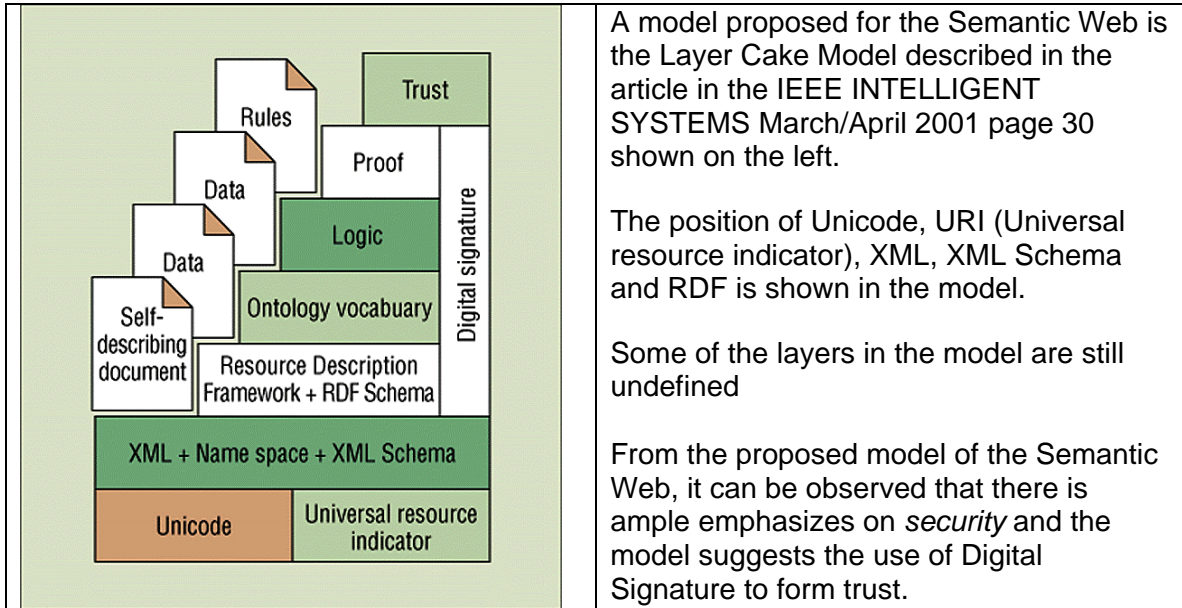 Trust
Rules
Proof
Data
Logic
Digital signature
Data
Ontology vocabuary
Self-
describing
document
Resource Description
Framework + RDF Schema
XML + Name space + XML Schema
Unicode
Universal resource
indicator
A model proposed for the Semantic Web is
the Layer Cake Model described in the
article in the IEEE INTELLIGENT
SYSTEMS March/April 2001 page 30
shown on the left.
The position of Unicode, URI (Universal
resource indicator), XML, XML Schema
and RDF is shown in the model.
Some of the layers in the model are still
undefined
From the proposed model of the Semantic
Web, it can be observed that there is
ample emphasizes on security and the
model suggests the use of Digital
Signature to form trust.